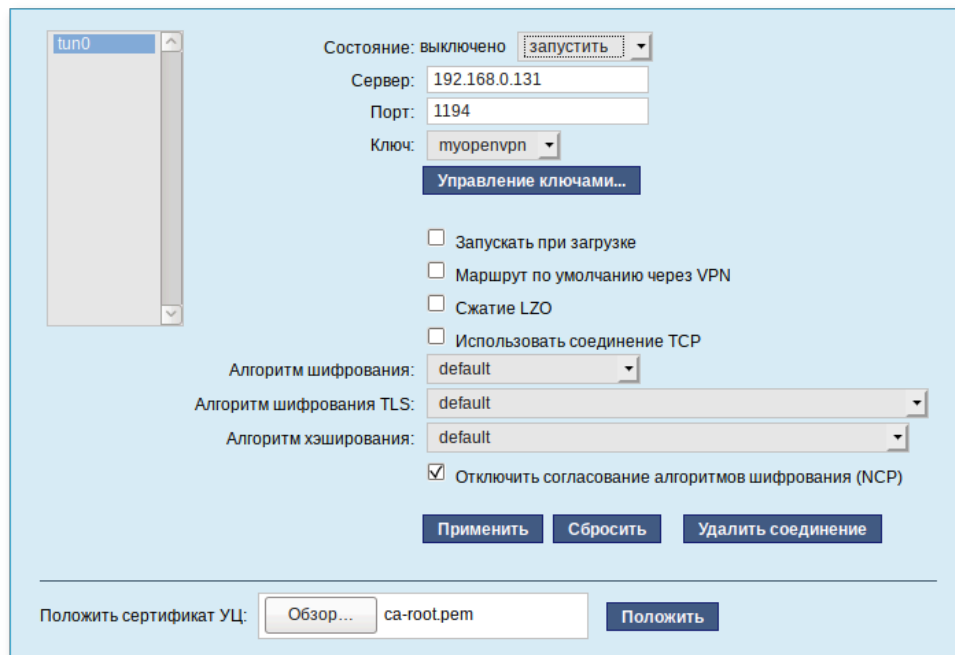 tun0
Состояние: выключено запустить
Сервер: 192.168.0.131
Порт: 1194
Ключ: myopenvpn
Управление ключами...
Запускать при загрузке
Маршрут по умолчанию через VPN
Сжатие LZO
Использовать соединение TCP
Алгоритм шифрования: default
Алгоритм шифрования TLS: default
Алгоритм хэширования: default
Отключить согласование алгоритмов шифрования (NCP)
Применить Сбросить Удалить соединение
Положить сертификат УЦ: Обзор... ca-root.pem Положить